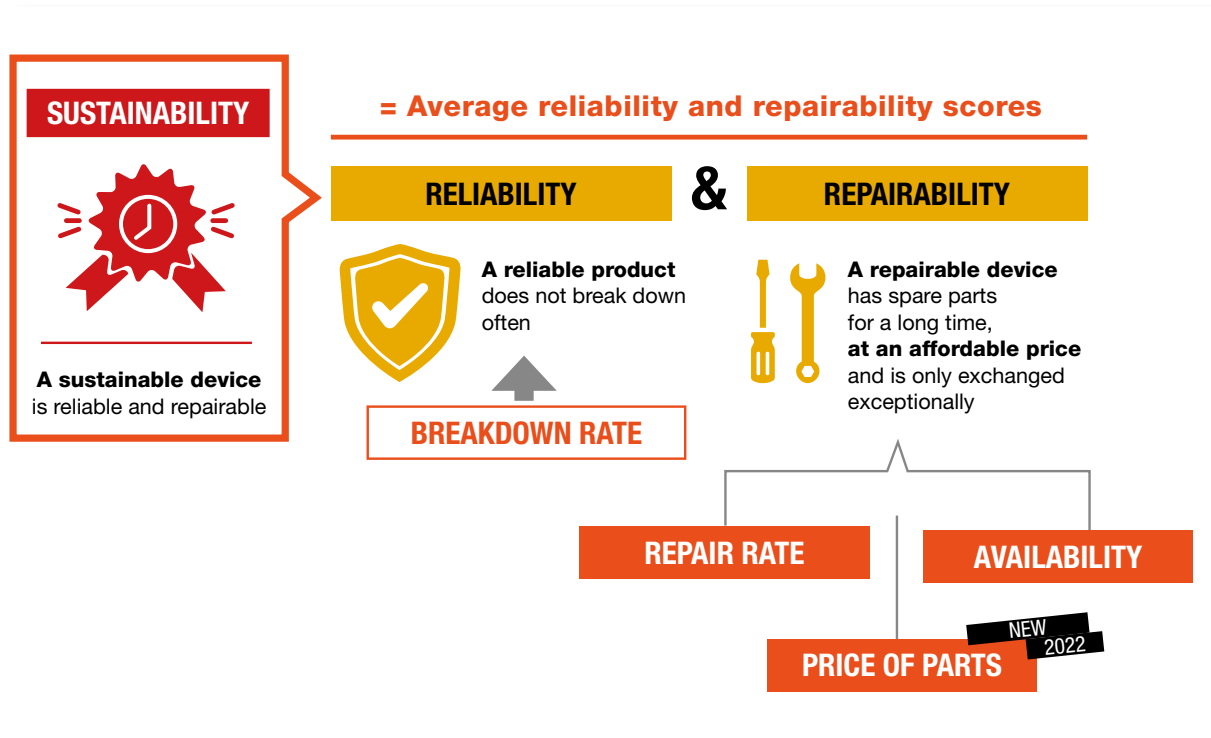 SUSTAINABILITY
A sustainable device
is reliable and repairable
= Average reliability and repairability scores
RELIABILITY
&
REPAIRABILITY
A reliable product
does not break down
often
BREAKDOWN RATE
A repairable device
has spare parts
for a long time,
at an affordable price
and is only exchanged
exceptionally
REPAIR RATE
AVAILABILITY
PRICE OF PARTS
NEW
2022